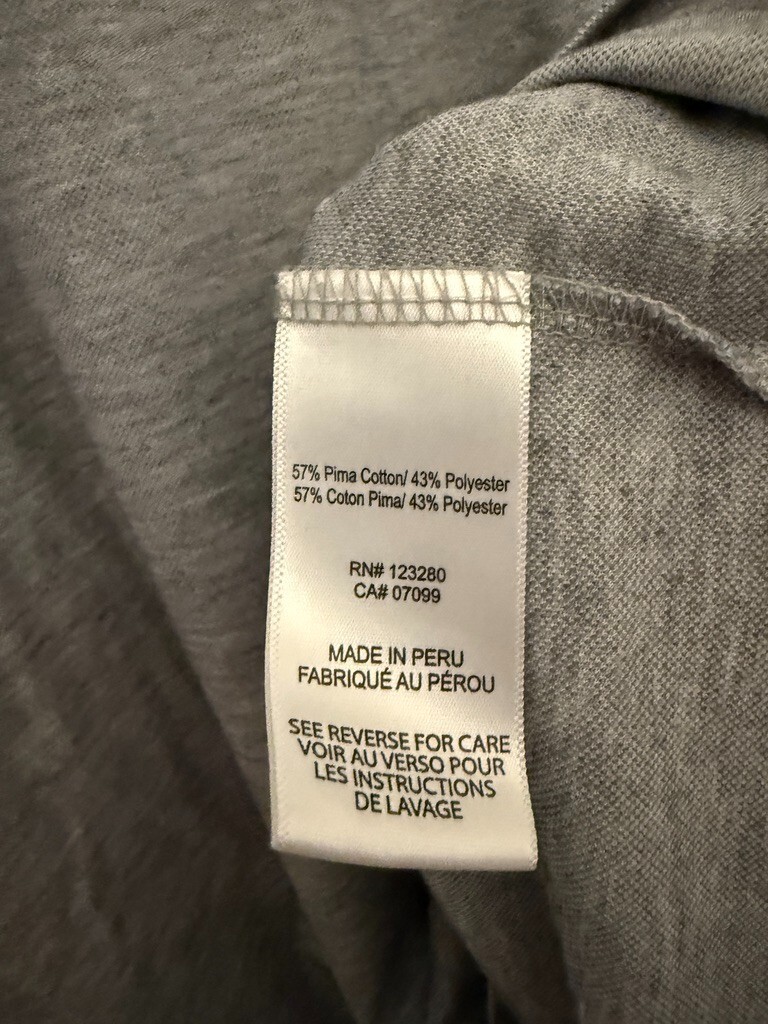 57% Pima Cotton/ 43% Polyester
57% Coton Pima/ 43% Polyester
RN# 123280
CA# 07099
MADE IN PERU
FABRIQUÉ AU PÉROU
SEE REVERSE FOR CARE
VOIR AU VERSO POUR
LES INSTRUCTIONS
DE LAVAGE